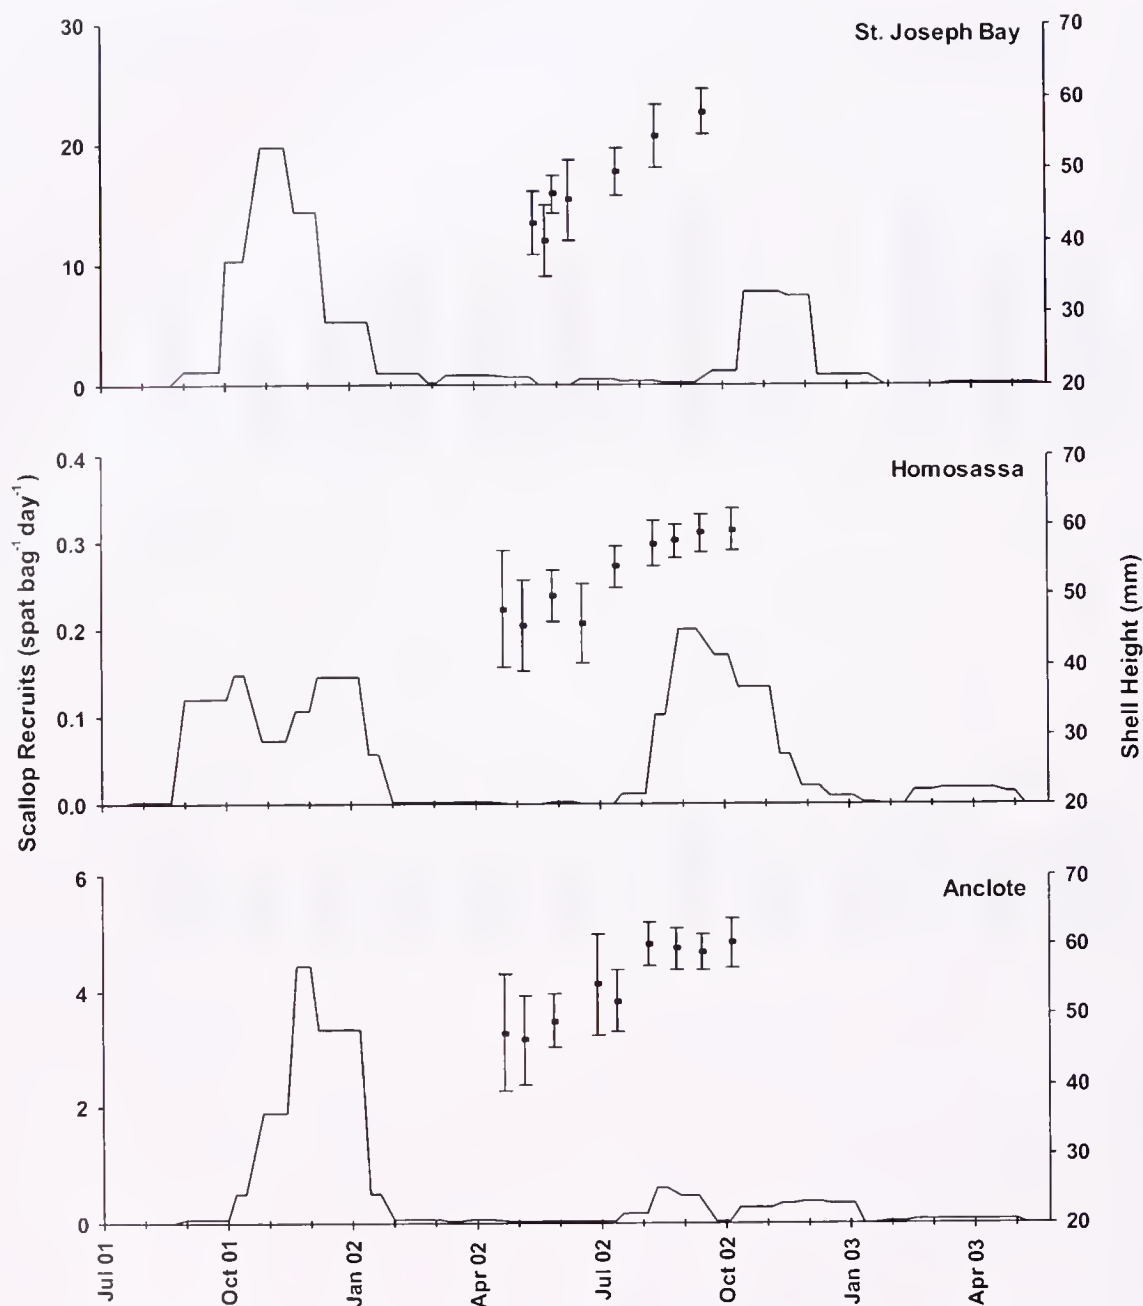 St. Joseph Bay
30
20
10
0
70
60
50
40
30
20
Homosassa
0.4
0.3
0.2
0.1
0.0
70
60
50
40
30
20
Anclote
6
4
2
0
70
60
50
40
30
20
Scallop Recruits (spat bag⁻¹ day⁻¹)
Shell Height (mm)
Jul 01
Oct 01
Jan 02
Apr 02
Jul 02
Oct 02
Jan 03
Apr 03